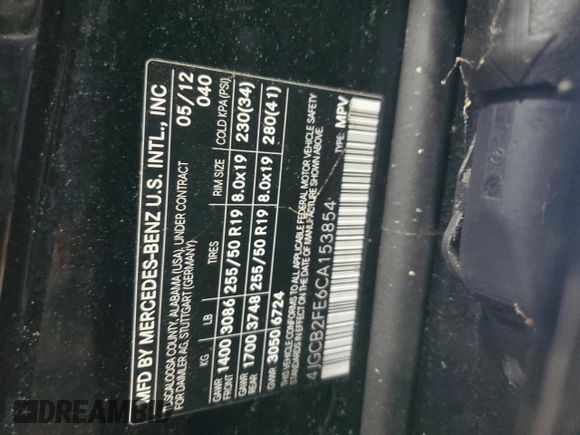 MFD BY MERCEDES-BENZ U.S. INTL., INC
TUSCALOOSA COUNTY, ALABAMA (USA), UNDER CONTRACT
FOR DAIMLER AG, STUTTGART (GERMANY)
05/12
040
KG LB TIRES RIM SIZE COLD KPA(PSI)
GAWR FRONT 1400 3086 255/50 R19 8.0x19 230(34)
GAWR REAR 1700 3748 255/50 R19 8.0x19 280(41)
GWR 3050 6724
THIS VEHICLE CONFORMS TO ALL APPLICABLE FEDERAL MOTOR VEHICLE SAFETY
STANDARDS IN EFFECT ON THE DATE OF MANUFACTURE SHOWN ABOVE.
4JGCB2FE6CA153854 TYPE: MPV
DREAMBID